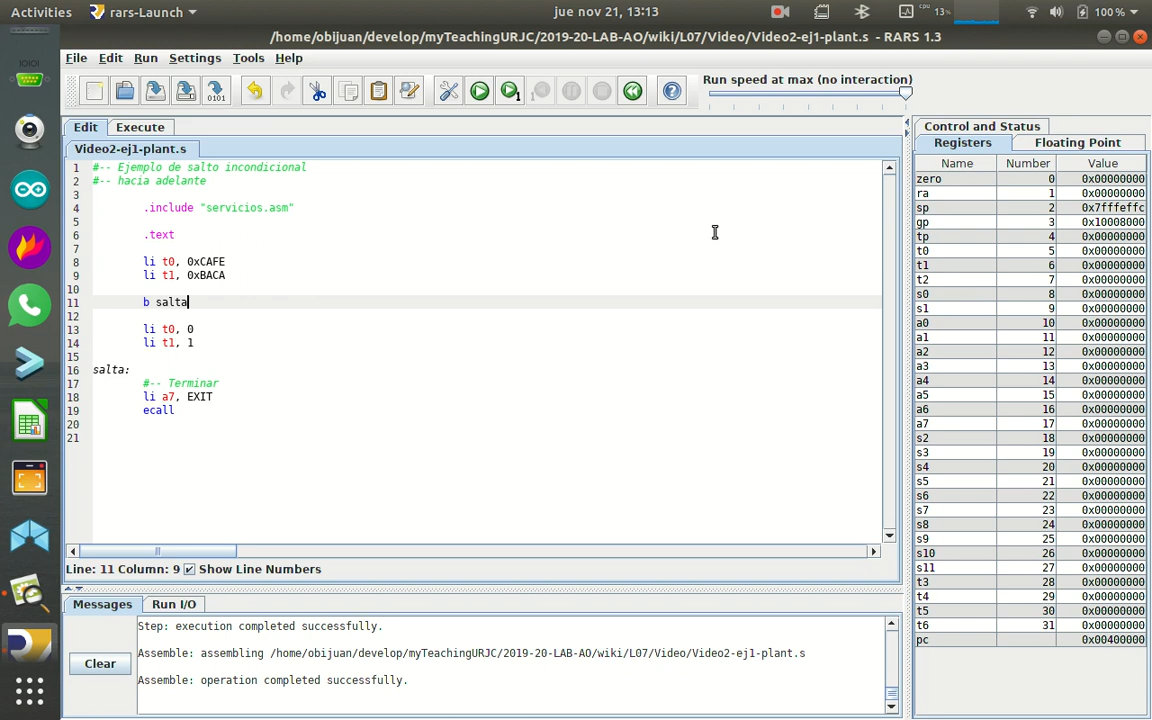 Activities
rars-Launch
jue nov 21, 13:13
cpu 13%
100%
/home/obijuan/develop/myTeachingURJC/2019-20-LAB-AO/wiki/L07/Video/Video2-ej1-plant.s - RARS 1.3
File Edit Run Settings Tools Help
Run speed at max (no interaction)
Edit Execute
Video2-ej1-plant.s
1 #-- Ejemplo de salto incondicional
2 #-- hacia adelante
3
4 .include "servicios.asm"
5
6 .text
7
8 li t0, 0xCAFE
9 li t1, 0xBACA
10
11 b salta
12
13 li t0, 0
14 li t1, 1
15
16 salta:
17 #-- Terminar
18 li a7, EXIT
19 ecall
20
21
Line: 11 Column: 9 Show Line Numbers
Messages Run I/O
Clear
Step: execution completed successfully.
Assemble: assembling /home/obijuan/develop/myTeachingURJC/2019-20-LAB-AO/wiki/L07/Video/Video2-ej1-plant.s
Assemble: operation completed successfully.
Control and Status
Registers Floating Point
Name Number Value
zero 0 0x00000000
ra 1 0x00000000
sp 2 0x7fffeffc
gp 3 0x10008000
tp 4 0x00000000
t0 5 0x00000000
t1 6 0x00000000
t2 7 0x00000000
s0 8 0x00000000
s1 9 0x00000000
a0 10 0x00000000
a1 11 0x00000000
a2 12 0x00000000
a3 13 0x00000000
a4 14 0x00000000
a5 15 0x00000000
a6 16 0x00000000
a7 17 0x00000000
s2 18 0x00000000
s3 19 0x00000000
s4 20 0x00000000
s5 21 0x00000000
s6 22 0x00000000
s7 23 0x00000000
s8 24 0x00000000
s9 25 0x00000000
s10 26 0x00000000
s11 27 0x00000000
t3 28 0x00000000
t4 29 0x00000000
t5 30 0x00000000
t6 31 0x00000000
pc 0x00400000